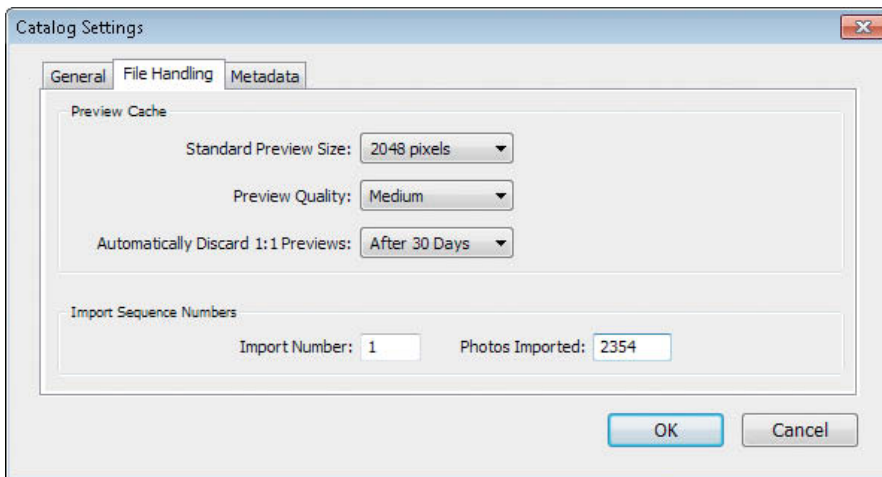 Catalog Settings
General File Handling Metadata
Preview Cache
Standard Preview Size: 2048 pixels
Preview Quality: Medium
Automatically Discard 1:1 Previews: After 30 Days
Import Sequence Numbers
Import Number: 1 Photos Imported: 2354
OK Cancel